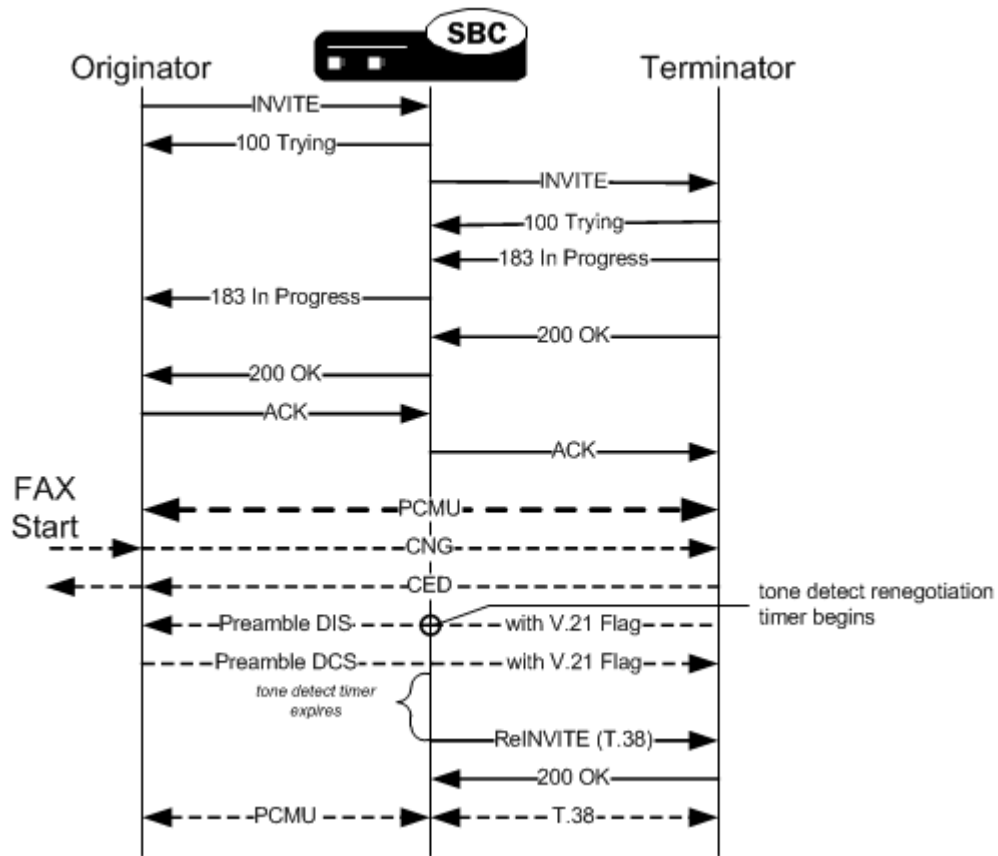 SBC
Originator
Terminator
INVITE
100 Trying
INVITE
100 Trying
183 In Progress
183 In Progress
200 OK
200 OK
ACK
ACK
FAX
Start
PCMU
CNG
CED
tone detect renegotiation
timer begins
Preamble DIS with V.21 Flag
Preamble DCS with V.21 Flag
tone detect timer
expires
ReINVITE (T.38)
200 OK
PCMU T.38